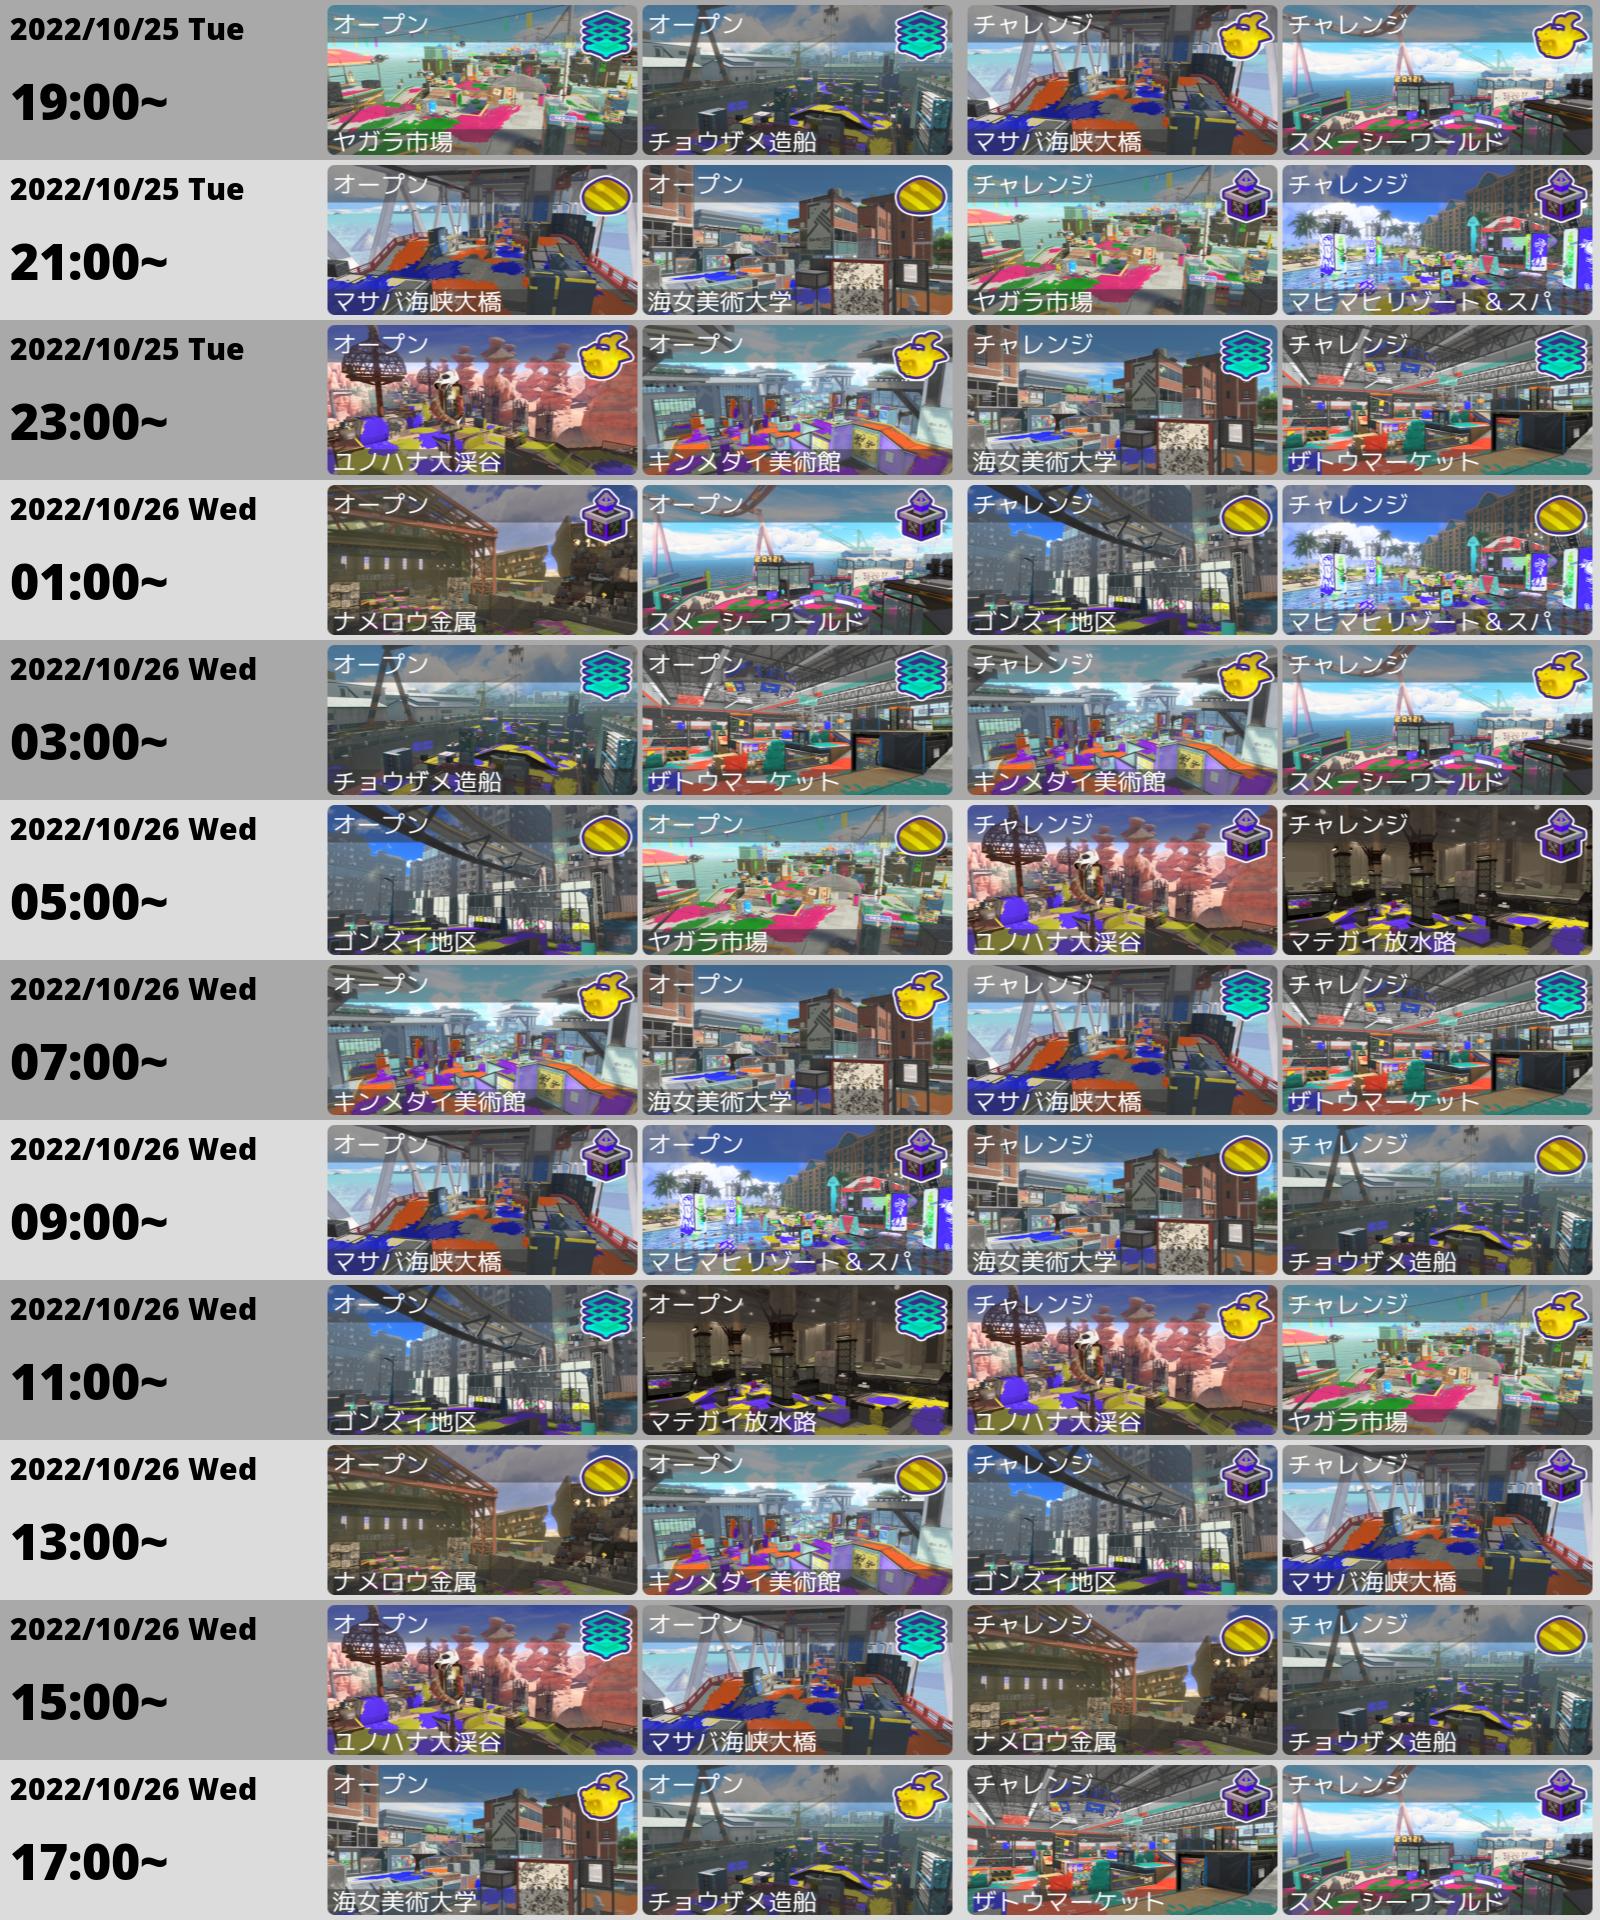 2022/10/25 Tue
19:00~
オープン オープン チャレンジ チャレンジ
ヤガラ市場 チョウザメ造船 マサバ海峡大橋 スメーシーワールド
2022/10/25 Tue
21:00~
オープン オープン チャレンジ チャレンジ
マサバ海峡大橋 海女美術大学 ヤガラ市場 マヒマヒリゾート＆スパ
2022/10/25 Tue
23:00~
オープン オープン チャレンジ チャレンジ
ユノハナ大渓谷 キンメダイ美術館 海女美術大学 ザトウマーケット
2022/10/26 Wed
01:00~
オープン オープン チャレンジ チャレンジ
ナメロウ金属 スメーシーワールド ゴンズイ地区 マヒマヒリゾート＆スパ
2022/10/26 Wed
03:00~
オープン オープン チャレンジ チャレンジ
チョウザメ造船 ザトウマーケット キンメダイ美術館 スメーシーワールド
2022/10/26 Wed
05:00~
オープン オープン チャレンジ チャレンジ
ゴンズイ地区 ヤガラ市場 ユノハナ大渓谷 マテガイ放水路
2022/10/26 Wed
07:00~
オープン オープン チャレンジ チャレンジ
キンメダイ美術館 海女美術大学 マサバ海峡大橋 ザトウマーケット
2022/10/26 Wed
09:00~
オープン オープン チャレンジ チャレンジ
マサバ海峡大橋 マヒマヒリゾート＆スパ 海女美術大学 チョウザメ造船
2022/10/26 Wed
11:00~
オープン オープン チャレンジ チャレンジ
ゴンズイ地区 マテガイ放水路 ユノハナ大渓谷 ヤガラ市場
2022/10/26 Wed
13:00~
オープン オープン チャレンジ チャレンジ
ナメロウ金属 キンメダイ美術館 ゴンズイ地区 マサバ海峡大橋
2022/10/26 Wed
15:00~
オープン オープン チャレンジ チャレンジ
ユノハナ大渓谷 マサバ海峡大橋 ナメロウ金属 チョウザメ造船
2022/10/26 Wed
17:00~
オープン オープン チャレンジ チャレンジ
海女美術大学 チョウザメ造船 ザトウマーケット スメーシーワールド